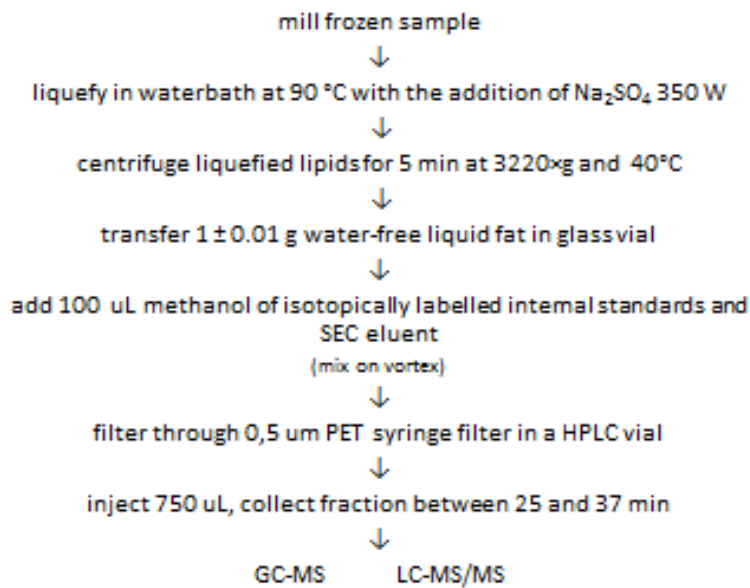 mill frozen sample
↓
liquefy in waterbath at 90 °C with the addition of Na₂SO₄ 350 W
↓
centrifuge liquefied lipids for 5 min at 3220×g and 40°C
↓
transfer 1 ± 0.01 g water-free liquid fat in glass vial
↓
add 100 uL methanol of isotopically labelled internal standards and
SEC eluent
(mix on vortex)
↓
filter through 0,5 um PET syringe filter in a HPLC vial
↓
inject 750 uL, collect fraction between 25 and 37 min
↓
GC-MS LC-MS/MS